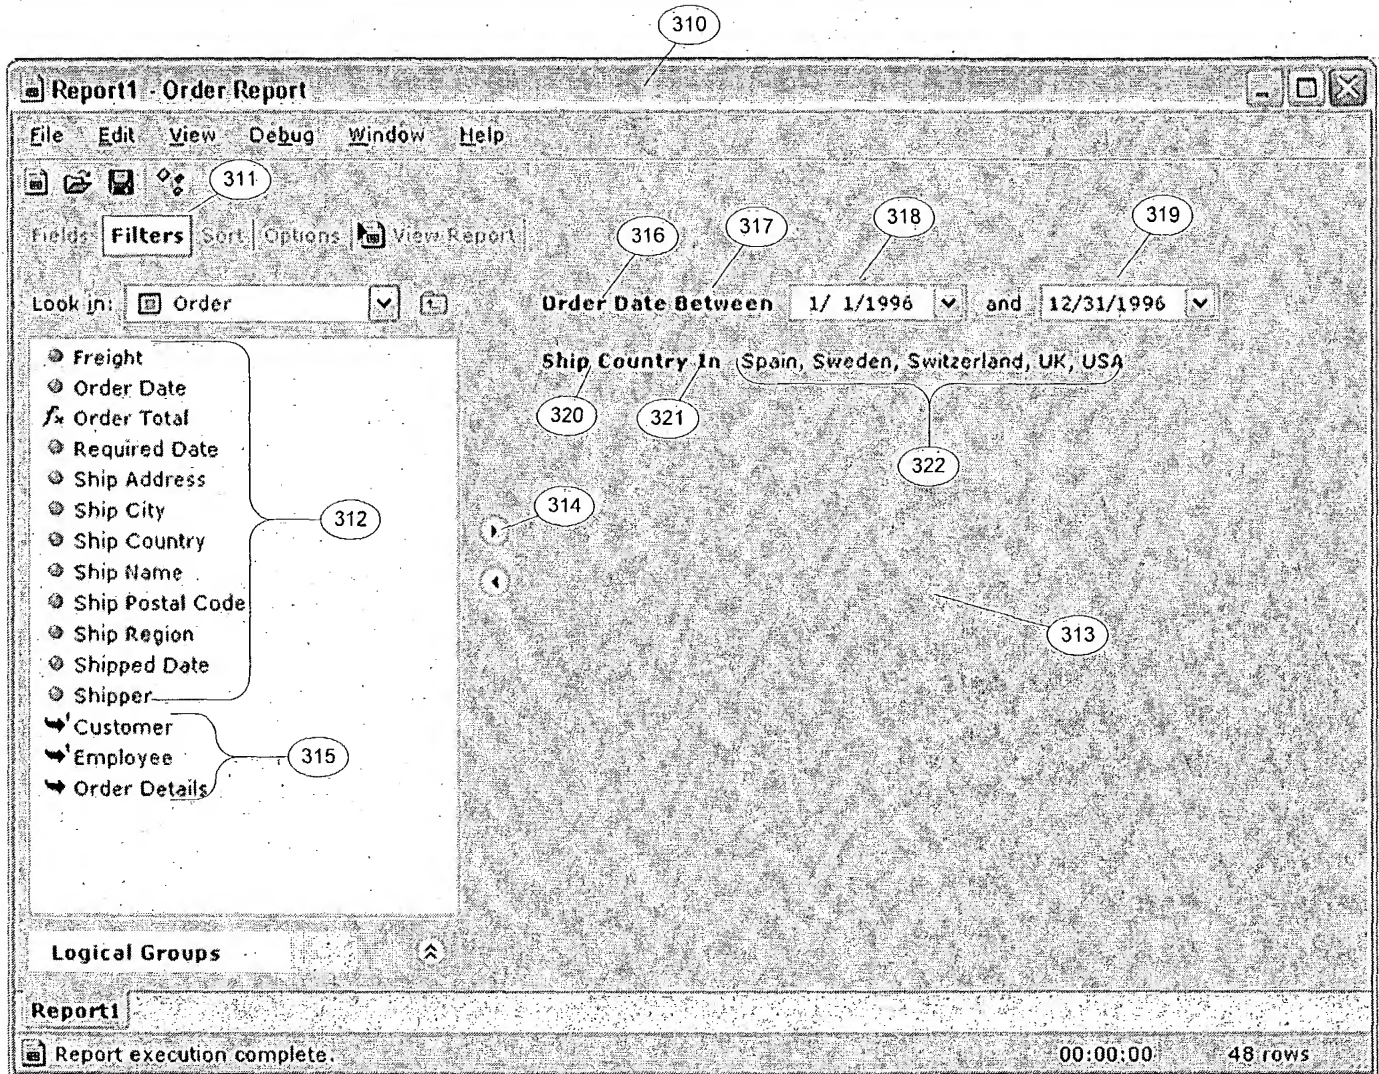 310
Report1 - Order Report
File Edit View Debug Window Help
311
Fields Filters Sort Options View Report
316 317 318 319
Look in: Order
Order Date Between 1/ 1/1996 and 12/31/1996
Ship Country In Spain, Sweden, Switzerland, UK, USA
320 321 322
Freight
Order Date
fx Order Total
Required Date
Ship Address
Ship City
Ship Country
Ship Name
Ship Postal Code
Ship Region
Shipped Date
Shipper
312
314
313
Customer
Employee
Order Details
315
Logical Groups
Report1
Report execution complete. 00:00:00 48 rows